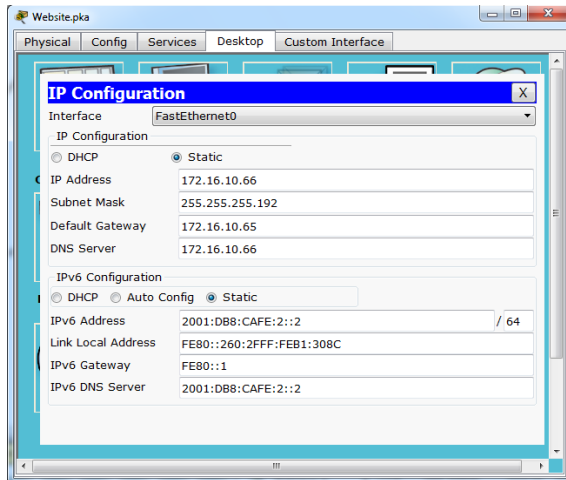 Website.pka
Physical Config Services Desktop Custom Interface
IP Configuration X
Interface FastEthernet0
IP Configuration
DHCP Static
IP Address 172.16.10.66
Subnet Mask 255.255.255.192
Default Gateway 172.16.10.65
DNS Server 172.16.10.66
IPv6 Configuration
DHCP Auto Config Static
IPv6 Address 2001:DB8:CAFE:2::2 / 64
Link Local Address FE80::260:2FFF:FEB1:308C
IPv6 Gateway FE80::1
IPv6 DNS Server 2001:DB8:CAFE:2::2